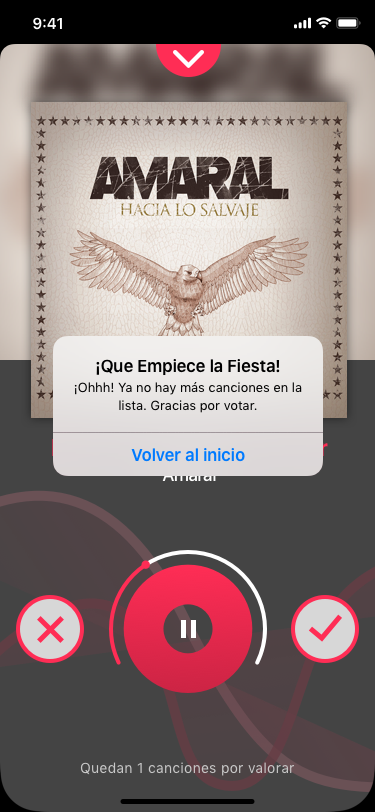 9:41
AMARAL
HACIA LO SALVAJE
¡Que Empiece la Fiesta!
¡Ohhh! Ya no hay más canciones en la
lista. Gracias por votar.
Volver al inicio
Amaral
Quedan 1 canciones por valorar